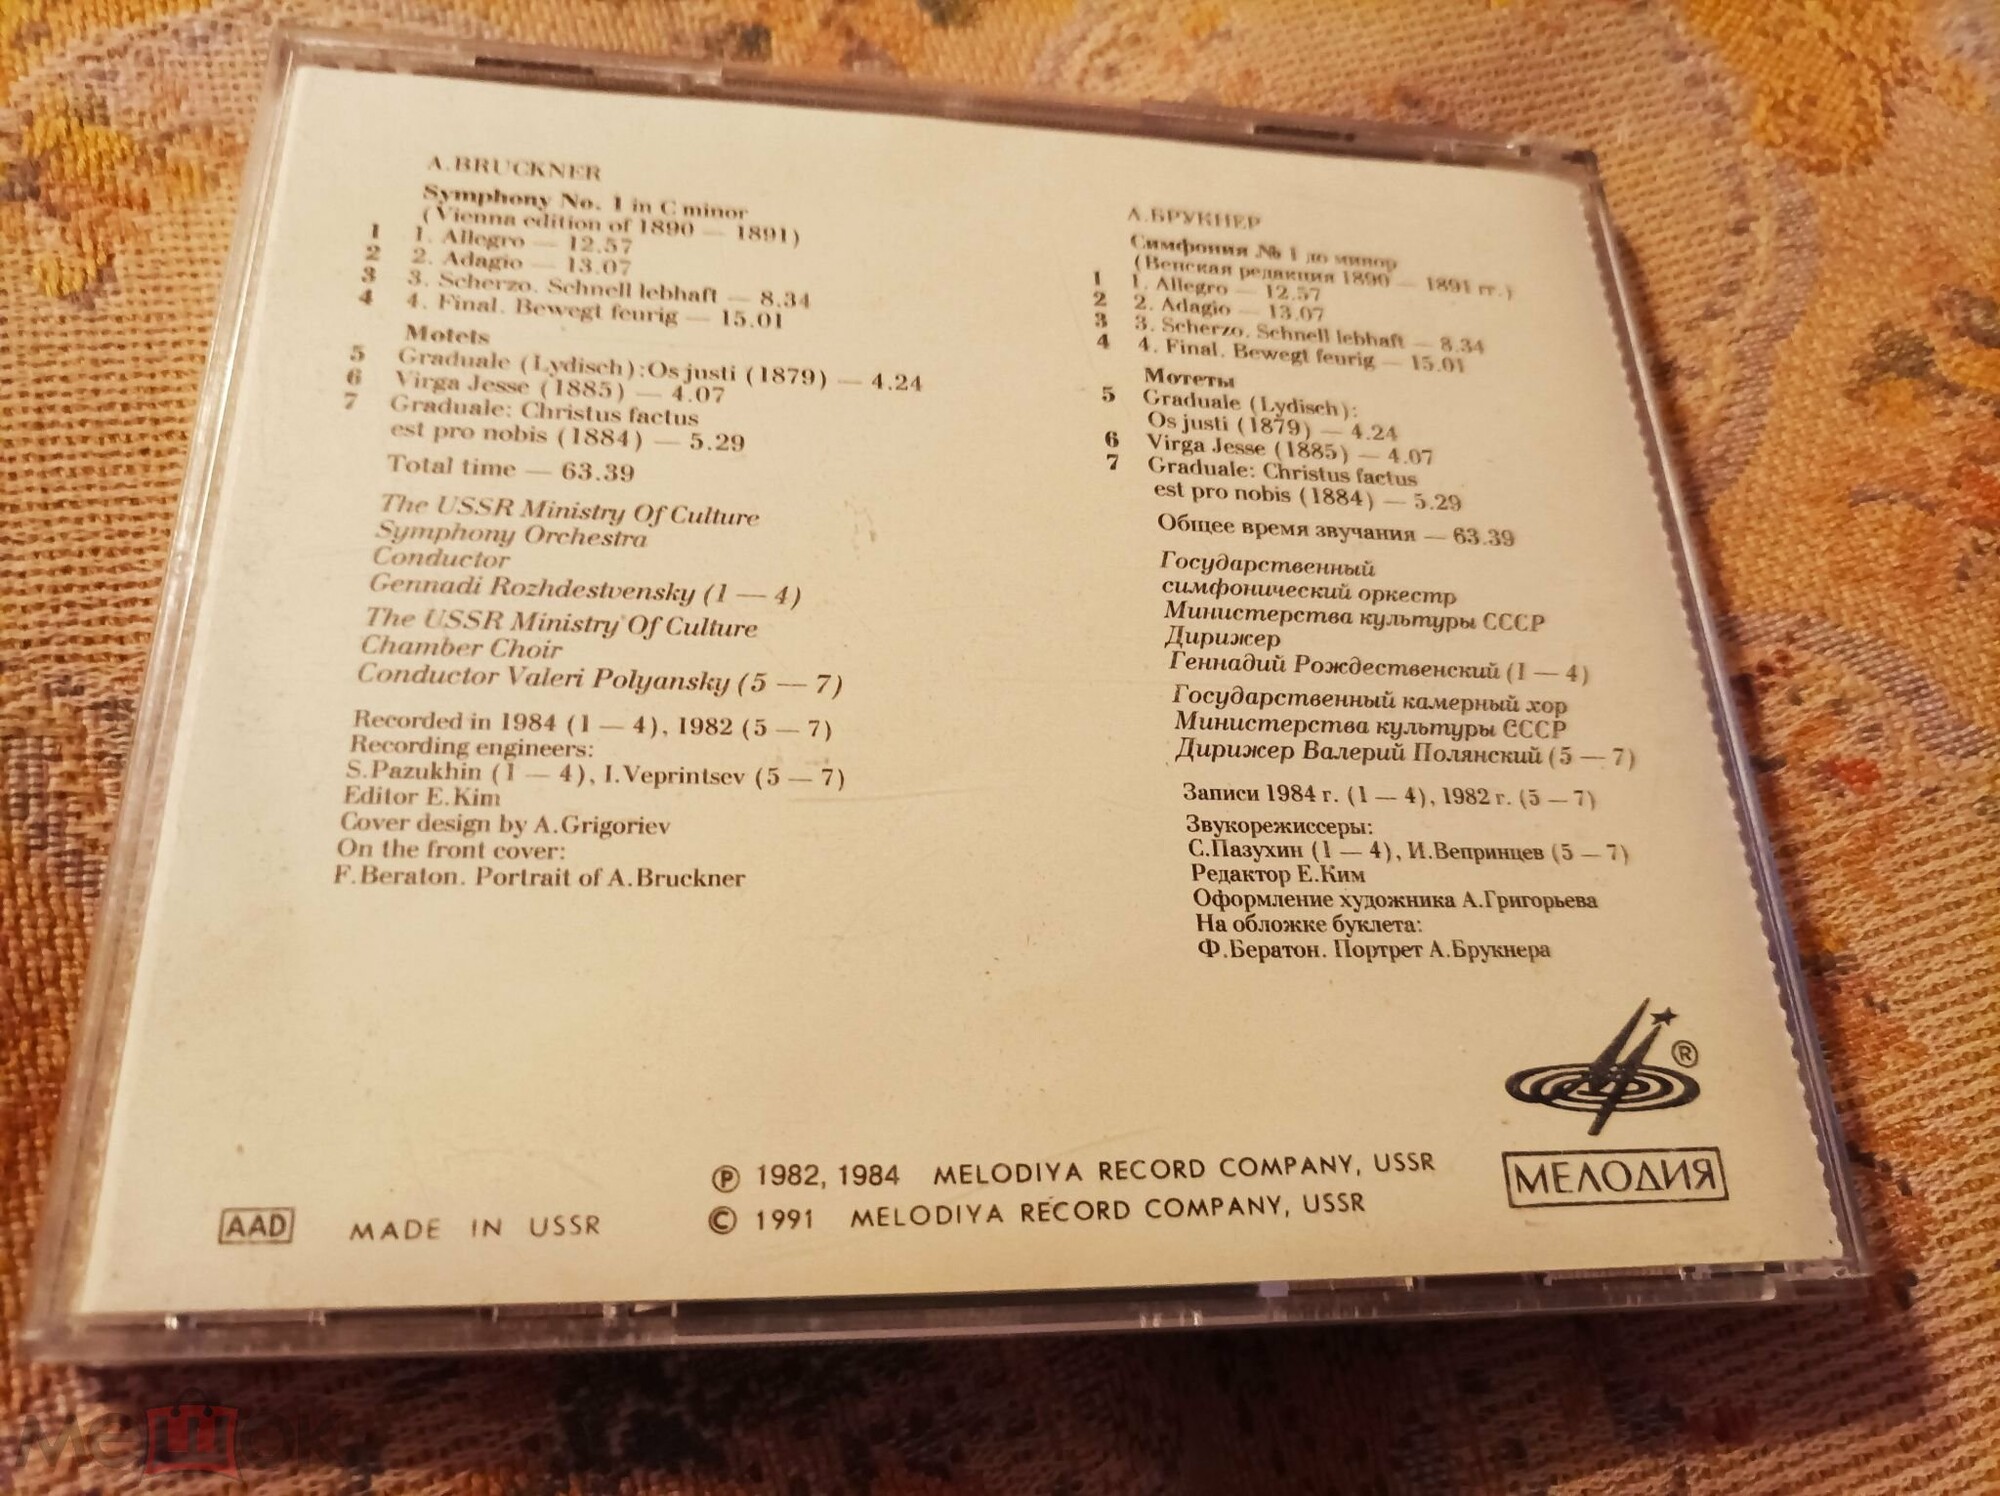 A.BRUCKNER
Symphony No. 1 in C minor
(Vienna edition of 1890 — 1891)
1 1. Allegro — 12.57
2 2. Adagio — 13.07
3 3. Scherzo. Schnell lebhaft — 8.34
4 4. Final. Bewegt feurig — 15.01
Motets
5 Graduale (Lydisch):Os justi (1879) — 4.24
6 Virga Jesse (1885) — 4.07
7 Graduale: Christus factus
est pro nobis (1884) — 5.29
Total time — 63.39
The USSR Ministry Of Culture
Symphony Orchestra
Conductor
Gennadi Rozhdestvensky (1 — 4)
The USSR Ministry Of Culture
Chamber Choir
Conductor Valeri Polyansky (5 — 7)
Recorded in 1984 (1 — 4), 1982 (5 — 7)
Recording engineers:
S.Pazukhin (1 — 4), I.Veprintsev (5 — 7)
Editor E.Kim
Cover design by A.Grigoriev
On the front cover:
F.Beraton. Portrait of A.Bruckner
А.БРУКНЕР
Симфония № 1 до минор
(Венская редакция 1890 — 1891 гг.)
1 1. Allegro — 12.57
2 2. Adagio — 13.07
3 3. Scherzo. Schnell lebhaft — 8.34
4 4. Final. Bewegt feurig — 15.01
Мотеты
5 Graduale (Lydisch):
Os justi (1879) — 4.24
6 Virga Jesse (1885) — 4.07
7 Graduale: Christus factus
est pro nobis (1884) — 5.29
Общее время звучания — 63.39
Государственный
симфонический оркестр
Министерства культуры СССР
Дирижер
Геннадий Рождественский (1 — 4)
Государственный камерный хор
Министерства культуры СССР
Дирижер Валерий Полянский (5 — 7)
Записи 1984 г. (1 — 4), 1982 г. (5 — 7)
Звукорежиссеры:
С.Пазухин (1 — 4), И.Вепринцев (5 — 7)
Редактор Е.Ким
Оформление художника А.Григорьева
На обложке буклета:
Ф.Бератон. Портрет А.Брукнера
®
МЕЛОДИЯ
℗ 1982, 1984 MELODIYA RECORD COMPANY, USSR
© 1991 MELODIYA RECORD COMPANY, USSR
AAD MADE IN USSR
мешок